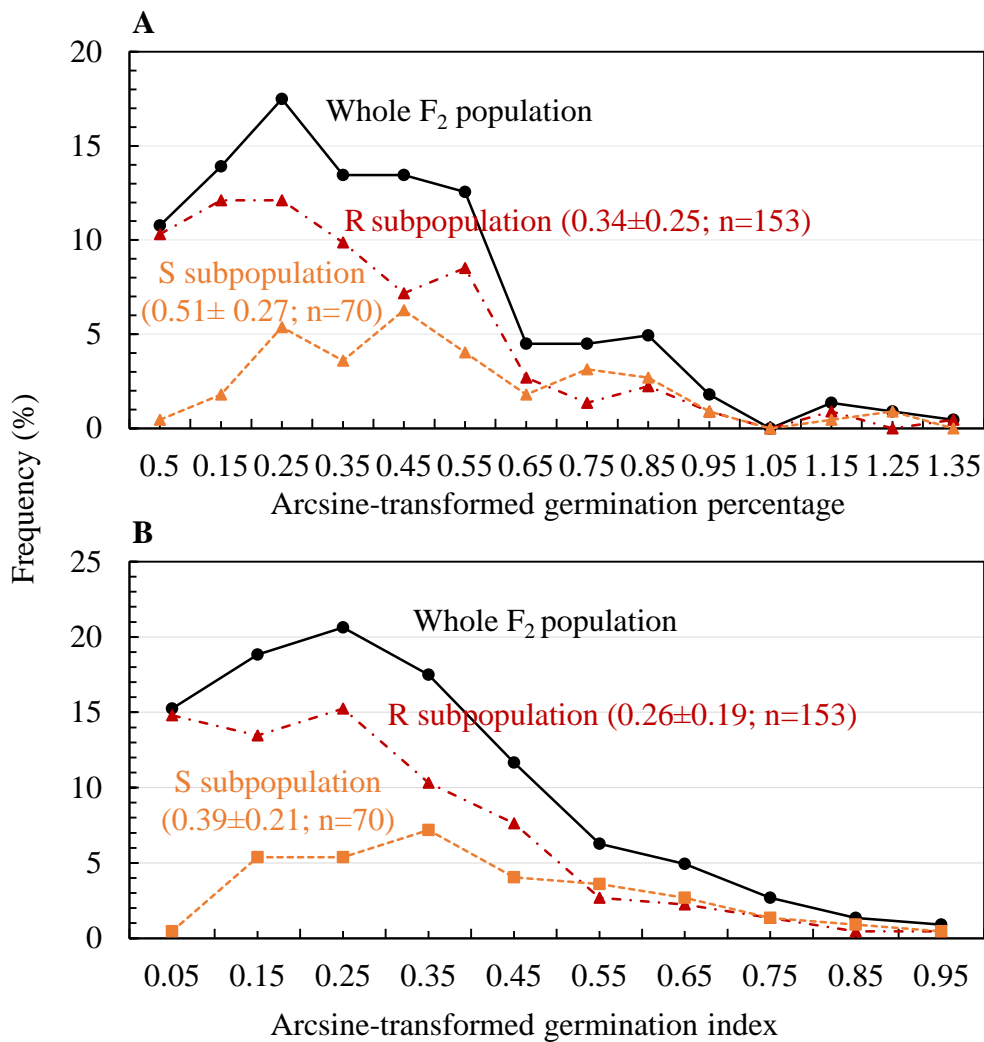 A
20
15
10
5
0
Whole F₂ population
R subpopulation (0.34±0.25; n=153)
S subpopulation
(0.51± 0.27; n=70)
0.5 0.15 0.25 0.35 0.45 0.55 0.65 0.75 0.85 0.95 1.05 1.15 1.25 1.35
Arcsine-transformed germination percentage
Frequency (%)
B
25
20
15
10
5
0
Whole F₂ population
R subpopulation (0.26±0.19; n=153)
S subpopulation
(0.39±0.21; n=70)
0.05 0.15 0.25 0.35 0.45 0.55 0.65 0.75 0.85 0.95
Arcsine-transformed germination index